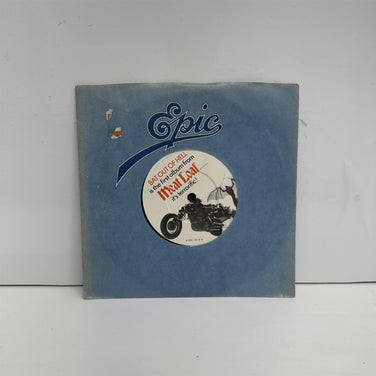 Epic
BAT OUT OF HELL
is the first album from
Meat Loaf
it's terrorific!